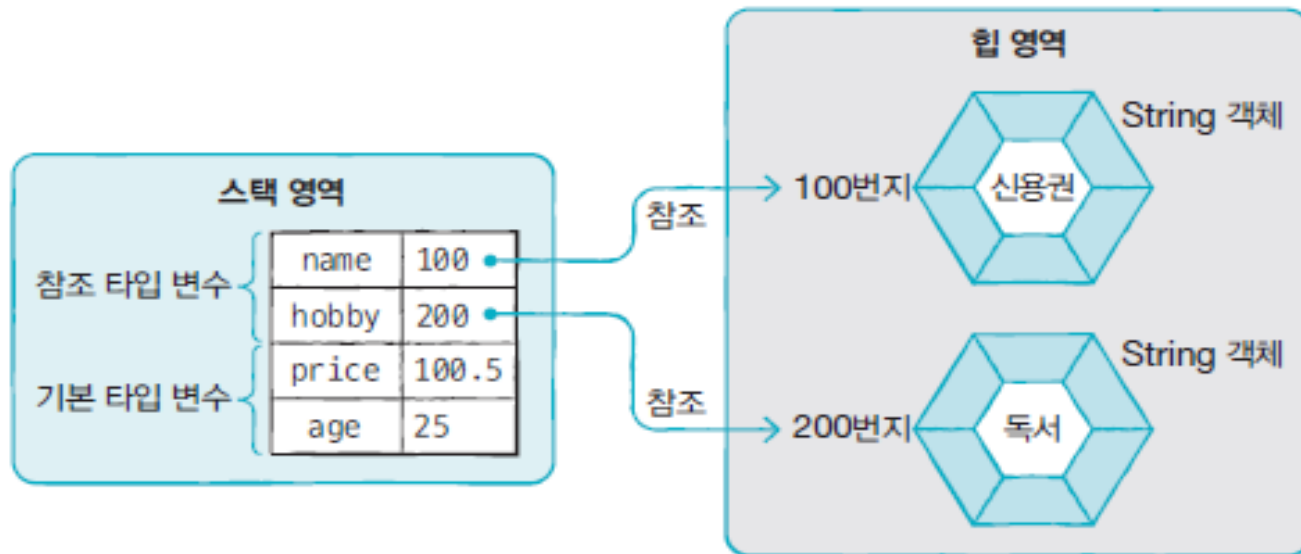 스택 영역
참조 타입 변수
name 100
hobby 200
기본 타입 변수
price 100.5
age 25
참조
참조
힙 영역
100번지
신용권
String 객체
200번지
독서
String 객체